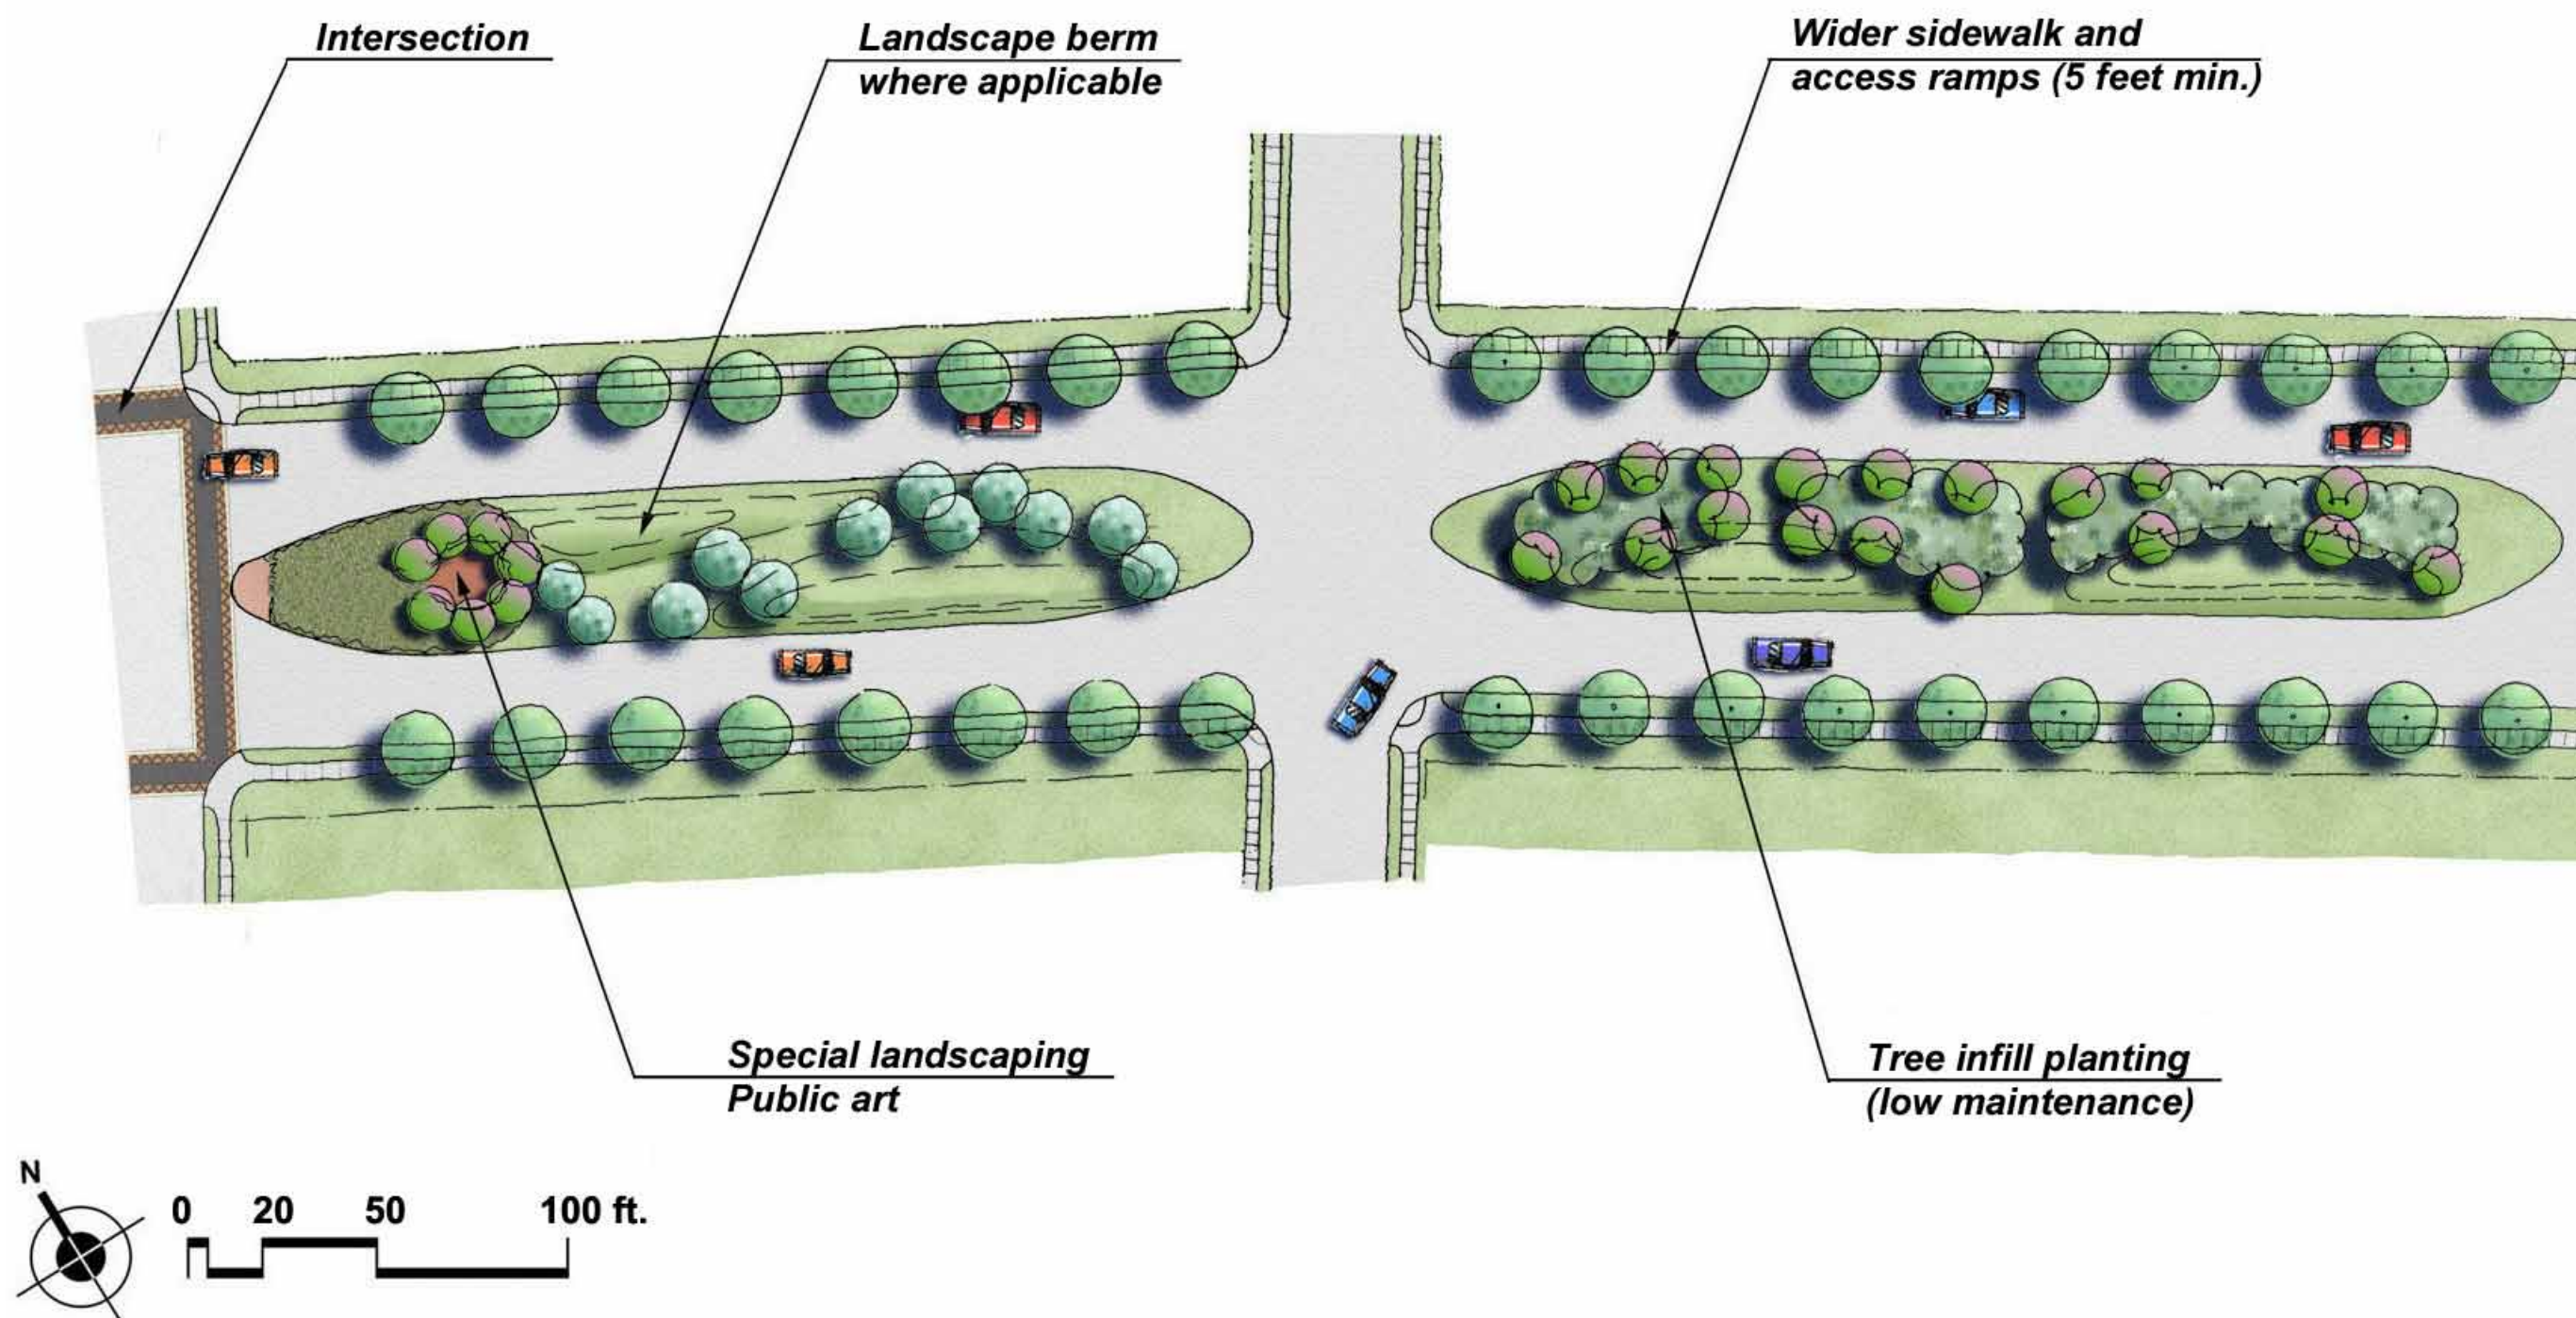 Intersection
Landscape berm
where applicable
Wider sidewalk and
access ramps (5 feet min.)
Special landscaping
Public art
Tree infill planting
(low maintenance)
N
0 20 50 100 ft.